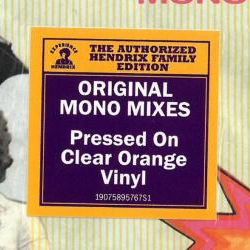 MONO
EXPERIENCE
HENDRIX
THE AUTHORIZED
HENDRIX FAMILY
EDITION
ORIGINAL
MONO MIXES
Pressed On
Clear Orange
Vinyl
19075895767S1